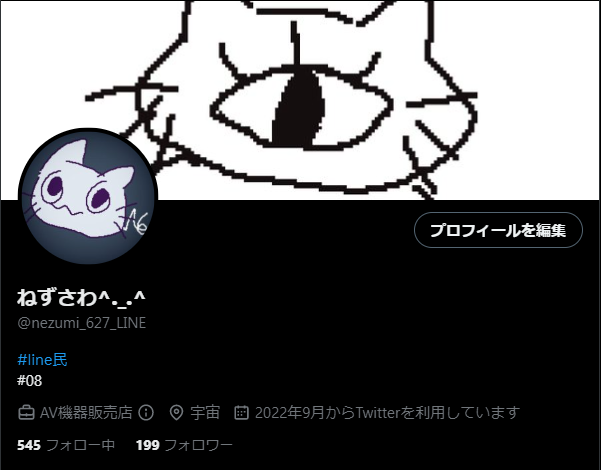 プロフィールを編集
ねずさわ^._.^
@nezumi_627_LINE
#line民
#08
AV機器販売店 宇宙 2022年9月からTwitterを利用しています
545 フォロー中 199 フォロワー